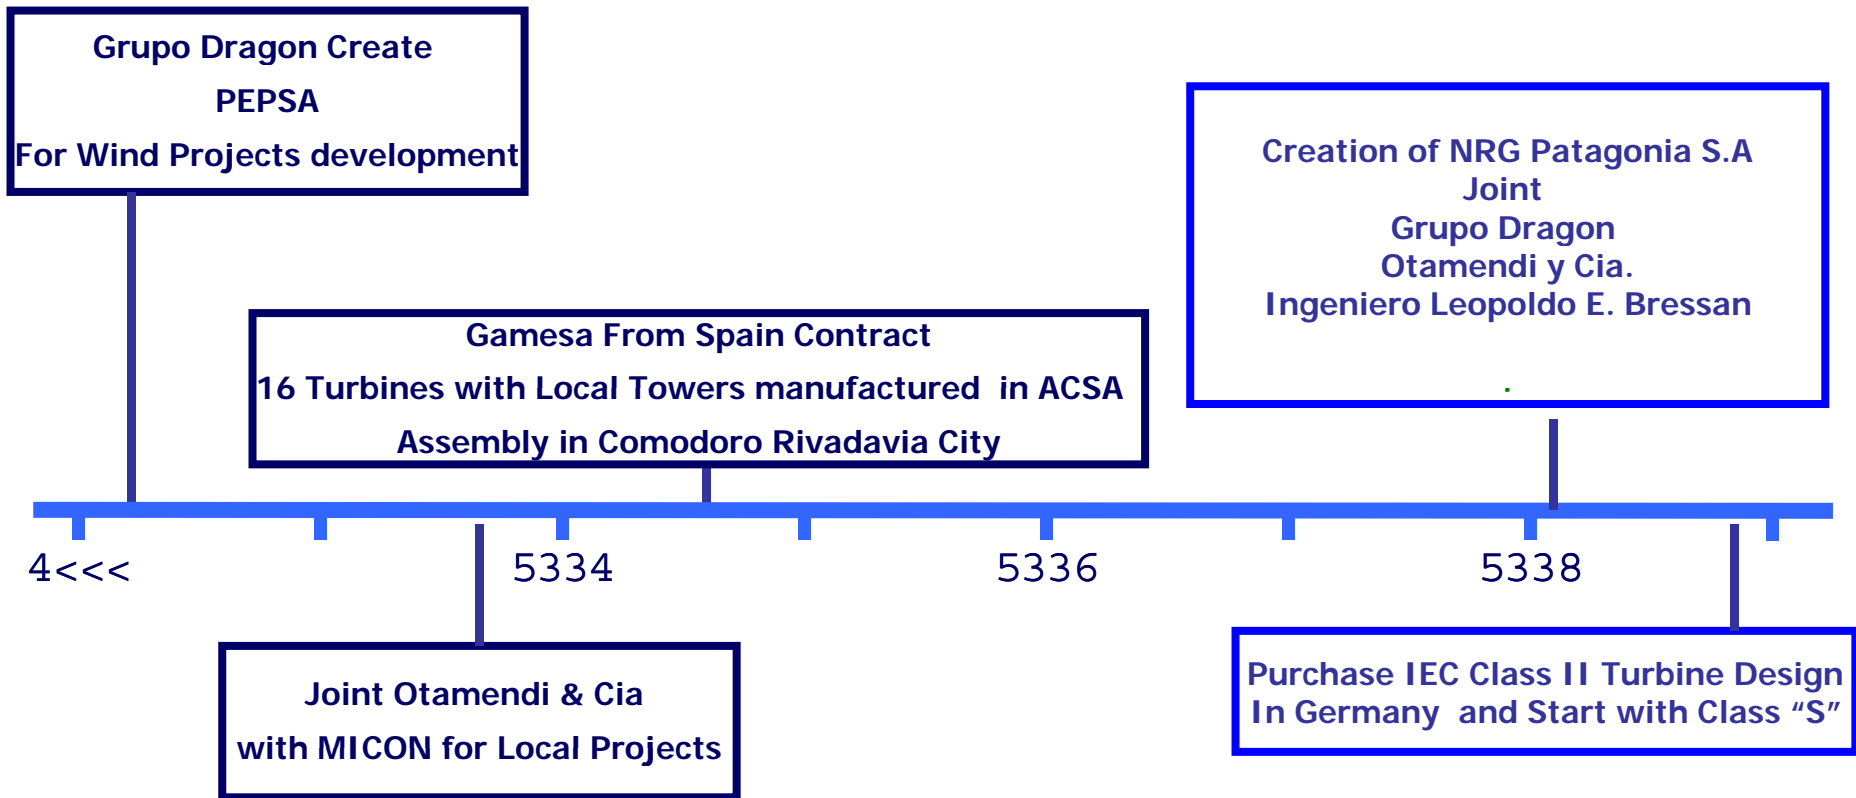 Grupo Dragon Create
PEPSA
For Wind Projects development
Creation of NRG Patagonia S.A
Joint
Grupo Dragon
Otamendi y Cia.
Ingeniero Leopoldo E. Bressan
.
Gamesa From Spain Contract
16 Turbines with Local Towers manufactured in ACSA
Assembly in Comodoro Rivadavia City
4<<<
5334
5336
5338
Joint Otamendi & Cia
with MICON for Local Projects
Purchase IEC Class II Turbine Design
In Germany and Start with Class “S”